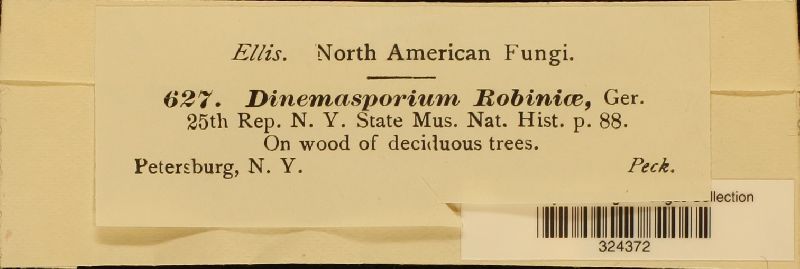 Ellis. North American Fungi.
627. Dinemasporium Robiniæ, Ger.
25th Rep. N. Y. State Mus. Nat. Hist. p. 88.
On wood of deciduous trees.
Petersburg, N. Y. Peck.
Collection
324372